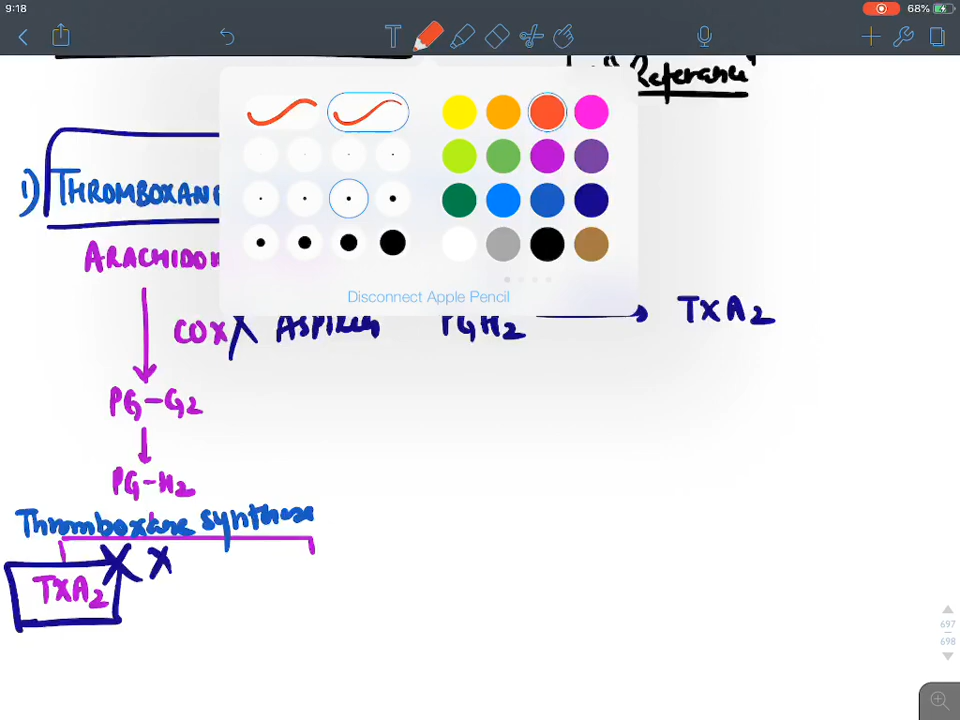 9:18
68%
T
Reference
1) THROMBOXAN
ARACHIDON
Disconnect Apple Pencil
COX X ASPIRIN PGH2 → TXA2
PG-G2
PG-H2
Thromboxane synthase
X X
TXA2
697
698